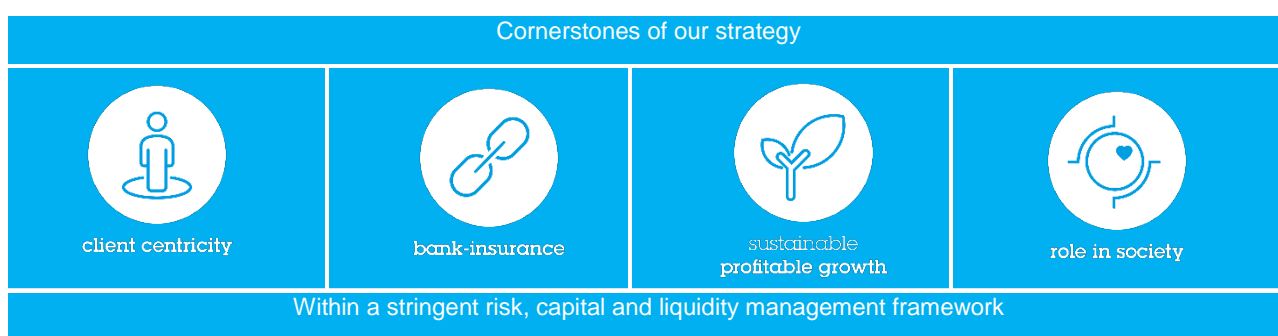 Cornerstones of our strategy
client centricity
bank-insurance
sustainable
profitable growth
role in society
Within a stringent risk, capital and liquidity management framework